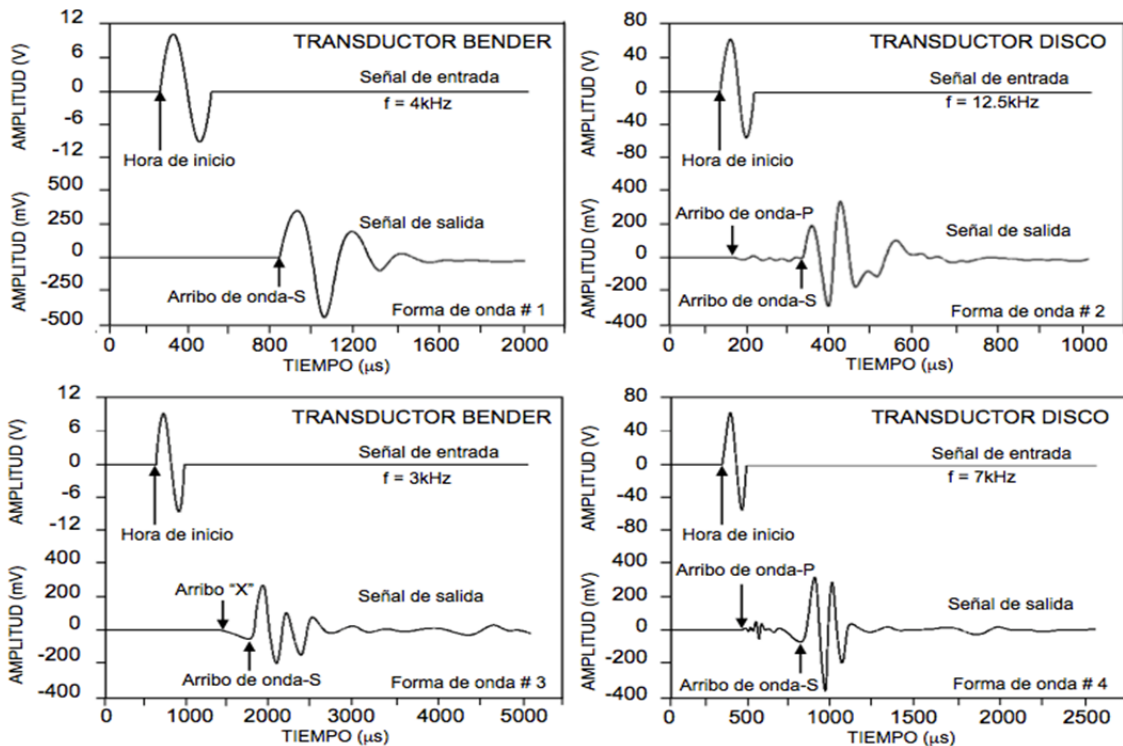 TRANSDUCTOR BENDER
AMPLITUD (V)
12
6
0
-6
-12
Señal de entrada
f = 4kHz
Hora de inicio
AMPLITUD (mV)
500
250
0
-250
-500
Señal de salida
Arribo de onda-S
Forma de onda # 1
0 400 800 1200 1600 2000
TIEMPO (µs)
TRANSDUCTOR DISCO
AMPLITUD (V)
80
40
0
-40
-80
Señal de entrada
f = 12.5kHz
Hora de inicio
AMPLITUD (mV)
400
200
0
-200
-400
Arribo de onda-P
Señal de salida
Arribo de onda-S
Forma de onda # 2
0 200 400 600 800 1000
TIEMPO (µs)
TRANSDUCTOR BENDER
AMPLITUD (V)
12
6
0
-6
-12
Señal de entrada
f = 3kHz
Hora de inicio
AMPLITUD (mV)
400
200
0
-200
-400
Arribo "X"
Señal de salida
Arribo de onda-S
Forma de onda # 3
0 1000 2000 3000 4000 5000
TIEMPO (µs)
TRANSDUCTOR DISCO
AMPLITUD (V)
80
40
0
-40
-80
Señal de entrada
f = 7kHz
Hora de inicio
AMPLITUD (mV)
400
200
0
-200
-400
Arribo de onda-P
Señal de salida
Arribo de onda-S
Forma de onda # 4
0 500 1000 1500 2000 2500
TIEMPO (µs)